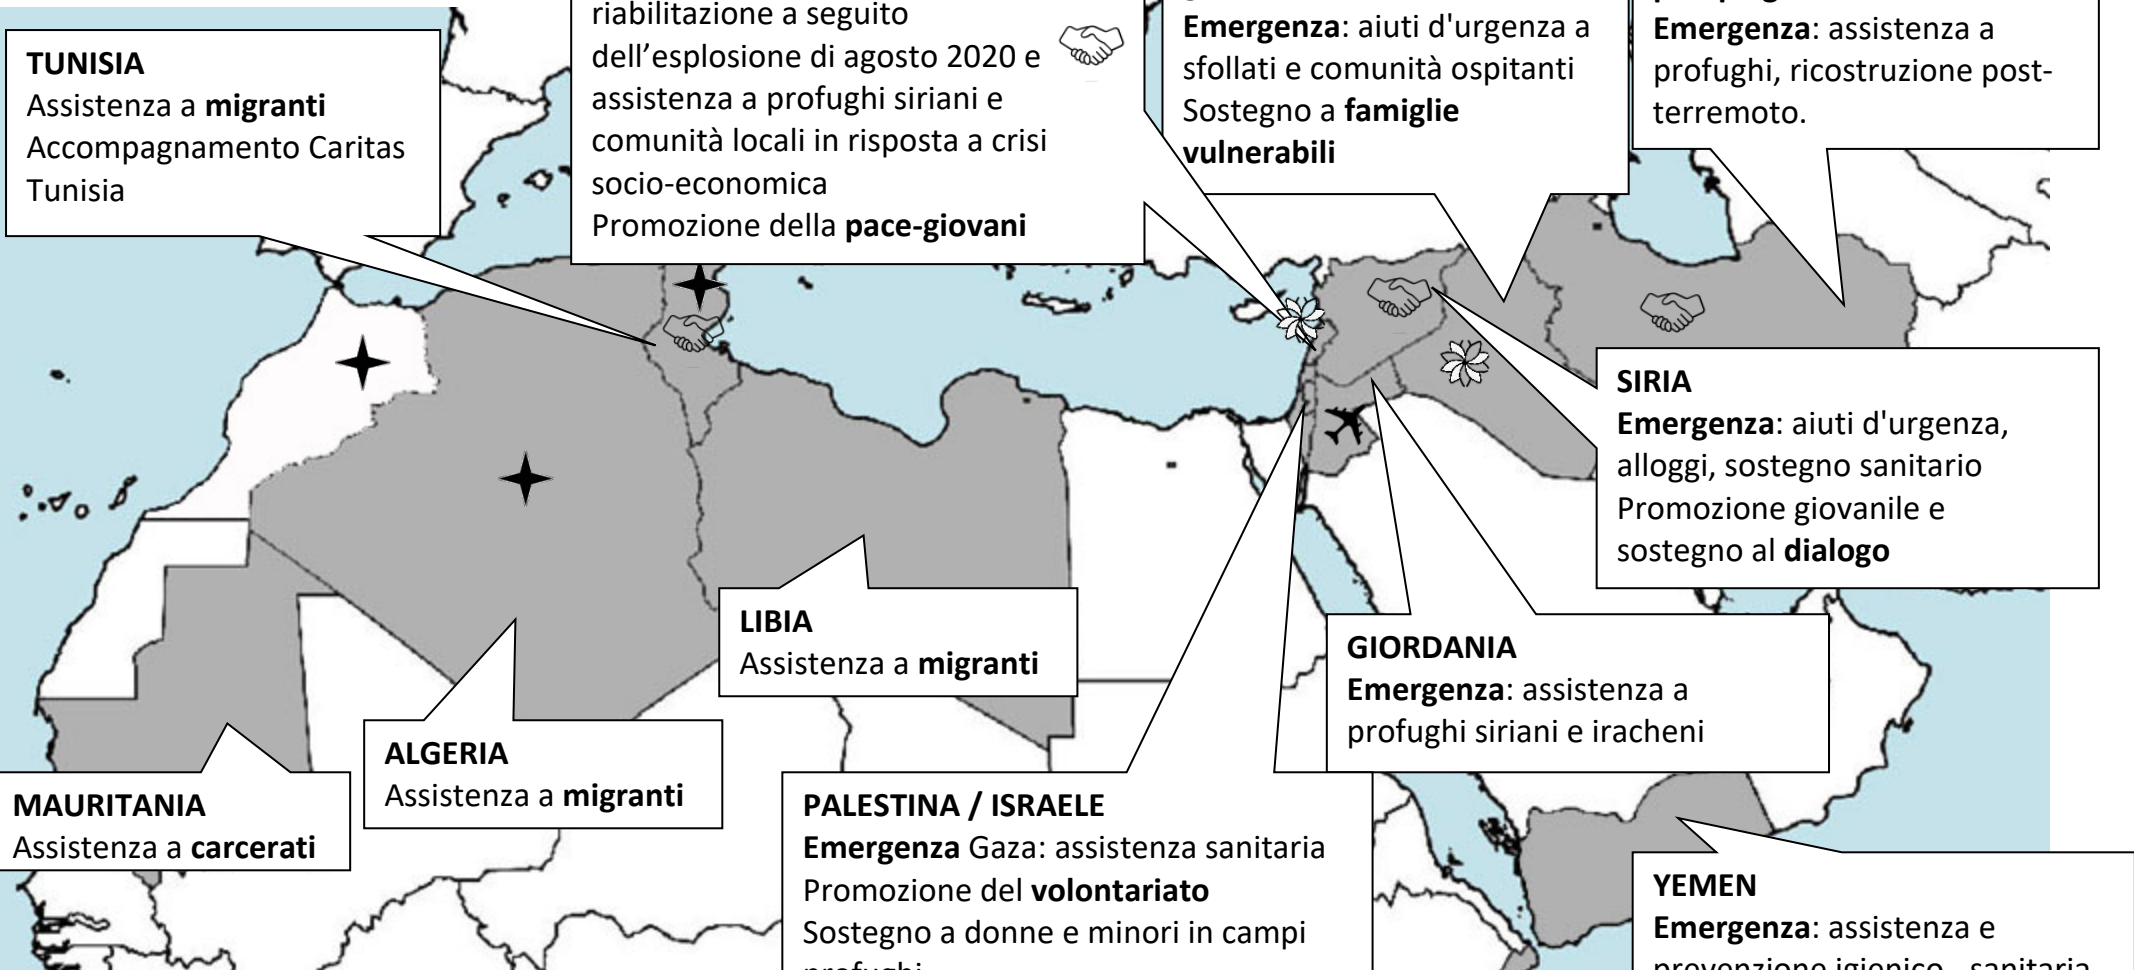 TUNISIA
Assistenza a migranti
Accompagnamento Caritas
Tunisia
riabilitazione a seguito
dell’esplosione di agosto 2020 e
assistenza a profughi siriani e
comunità locali in risposta a crisi
socio-economica
Promozione della pace-giovani
Emergenza: aiuti d'urgenza a
sfollati e comunità ospitanti
Sostegno a famiglie
vulnerabili
Emergenza: assistenza a
profughi, ricostruzione post-
terremoto.
SIRIA
Emergenza: aiuti d'urgenza,
alloggi, sostegno sanitario
Promozione giovanile e
sostegno al dialogo
LIBIA
Assistenza a migranti
GIORDANIA
Emergenza: assistenza a
profughi siriani e iracheni
ALGERIA
Assistenza a migranti
MAURITANIA
Assistenza a carcerati
PALESTINA / ISRAELE
Emergenza Gaza: assistenza sanitaria
Promozione del volontariato
Sostegno a donne e minori in campi
profughi
YEMEN
Emergenza: assistenza e
prevenzione igienico - sanitaria